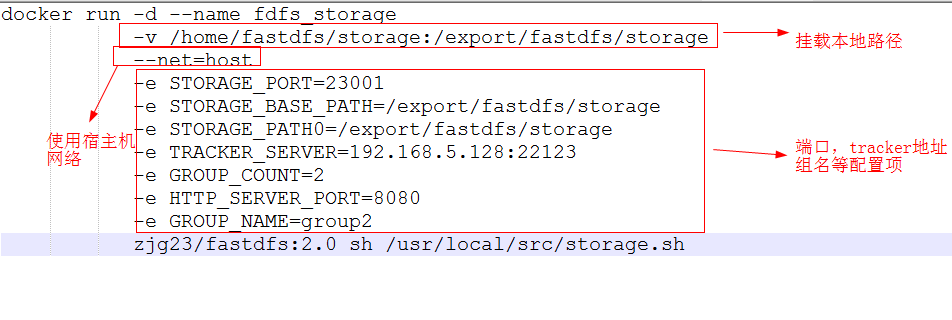 docker run -d --name fdfs_storage
-v /home/fastdfs/storage:/export/fastdfs/storage
挂载本地路径
--net=host
使用宿主机
网络
-e STORAGE_PORT=23001
-e STORAGE_BASE_PATH=/export/fastdfs/storage
-e STORAGE_PATH0=/export/fastdfs/storage
-e TRACKER_SERVER=192.168.5.128:22123
-e GROUP_COUNT=2
-e HTTP_SERVER_PORT=8080
-e GROUP_NAME=group2
端口，tracker地址
组名等配置项
zjg23/fastdfs:2.0 sh /usr/local/src/storage.sh